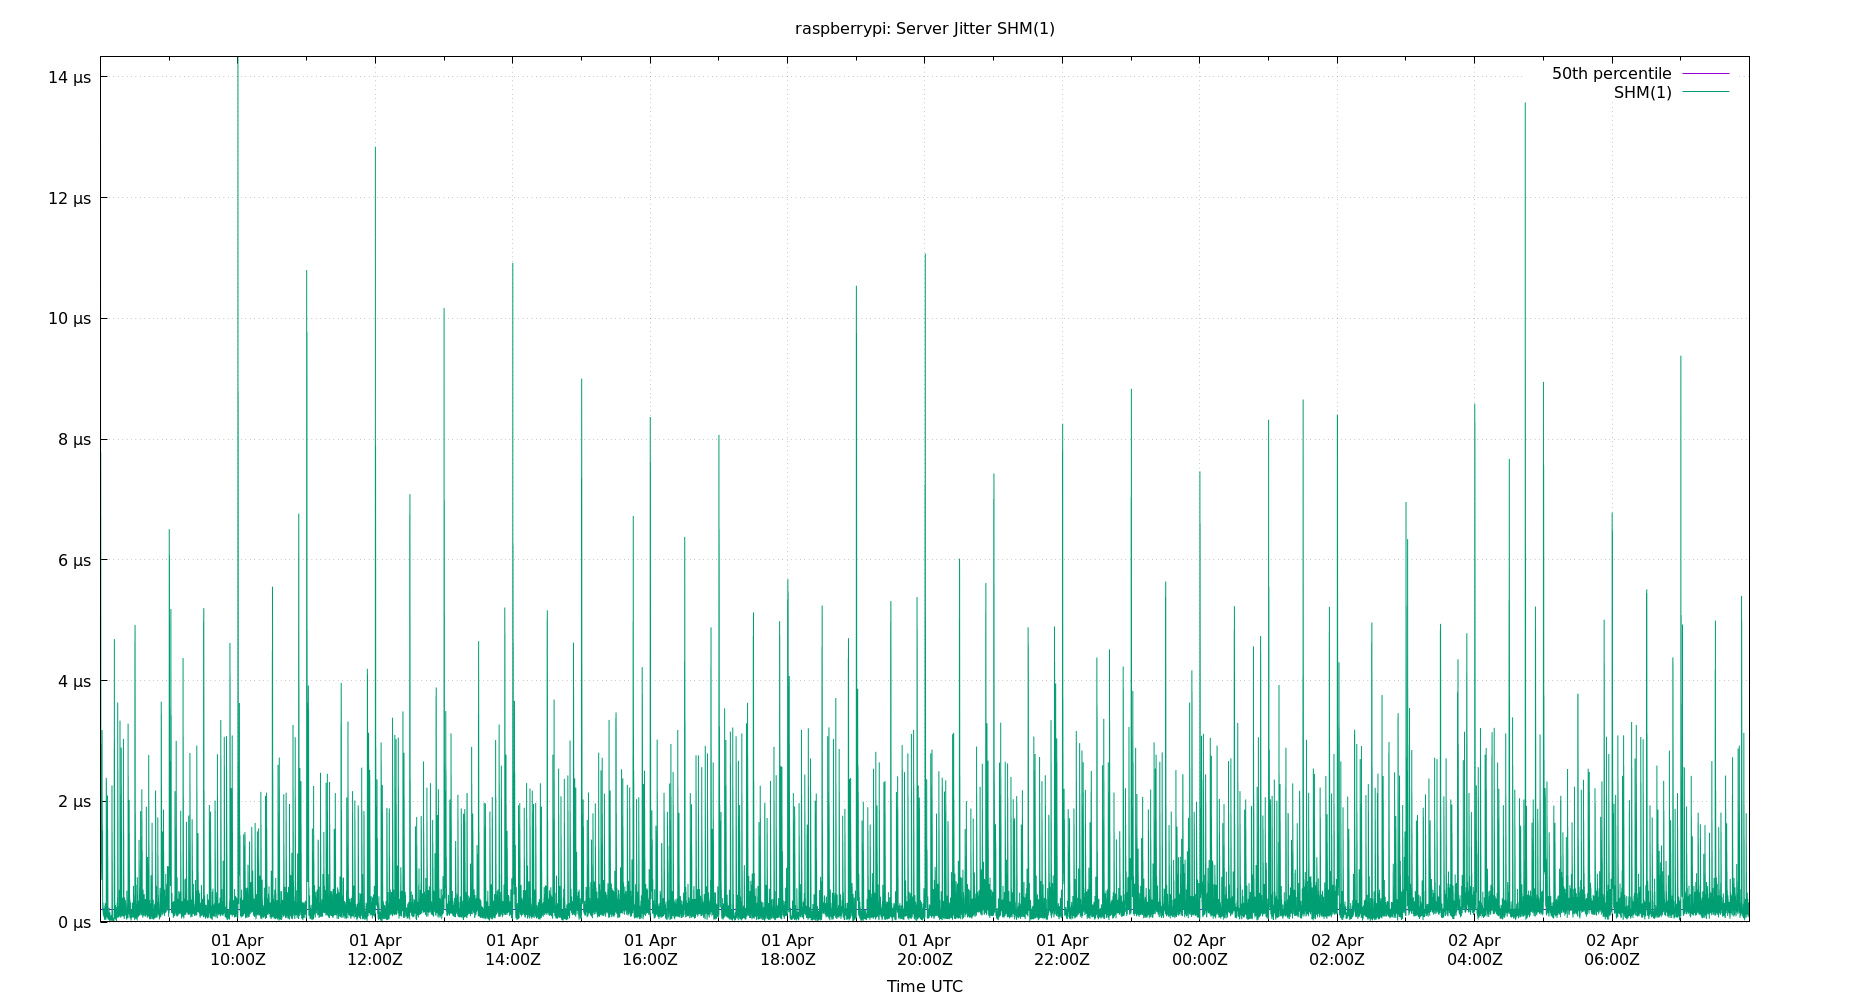 raspberrypi: Server Jitter SHM(1)
50th percentile
SHM(1)
14 µs
12 µs
10 µs
8 µs
6 µs
4 µs
2 µs
0 µs
01 Apr 01 Apr 01 Apr 01 Apr 01 Apr 01 Apr 01 Apr 02 Apr 02 Apr 02 Apr 02 Apr
10:00Z 12:00Z 14:00Z 16:00Z 18:00Z 20:00Z 22:00Z 00:00Z 02:00Z 04:00Z 06:00Z
Time UTC